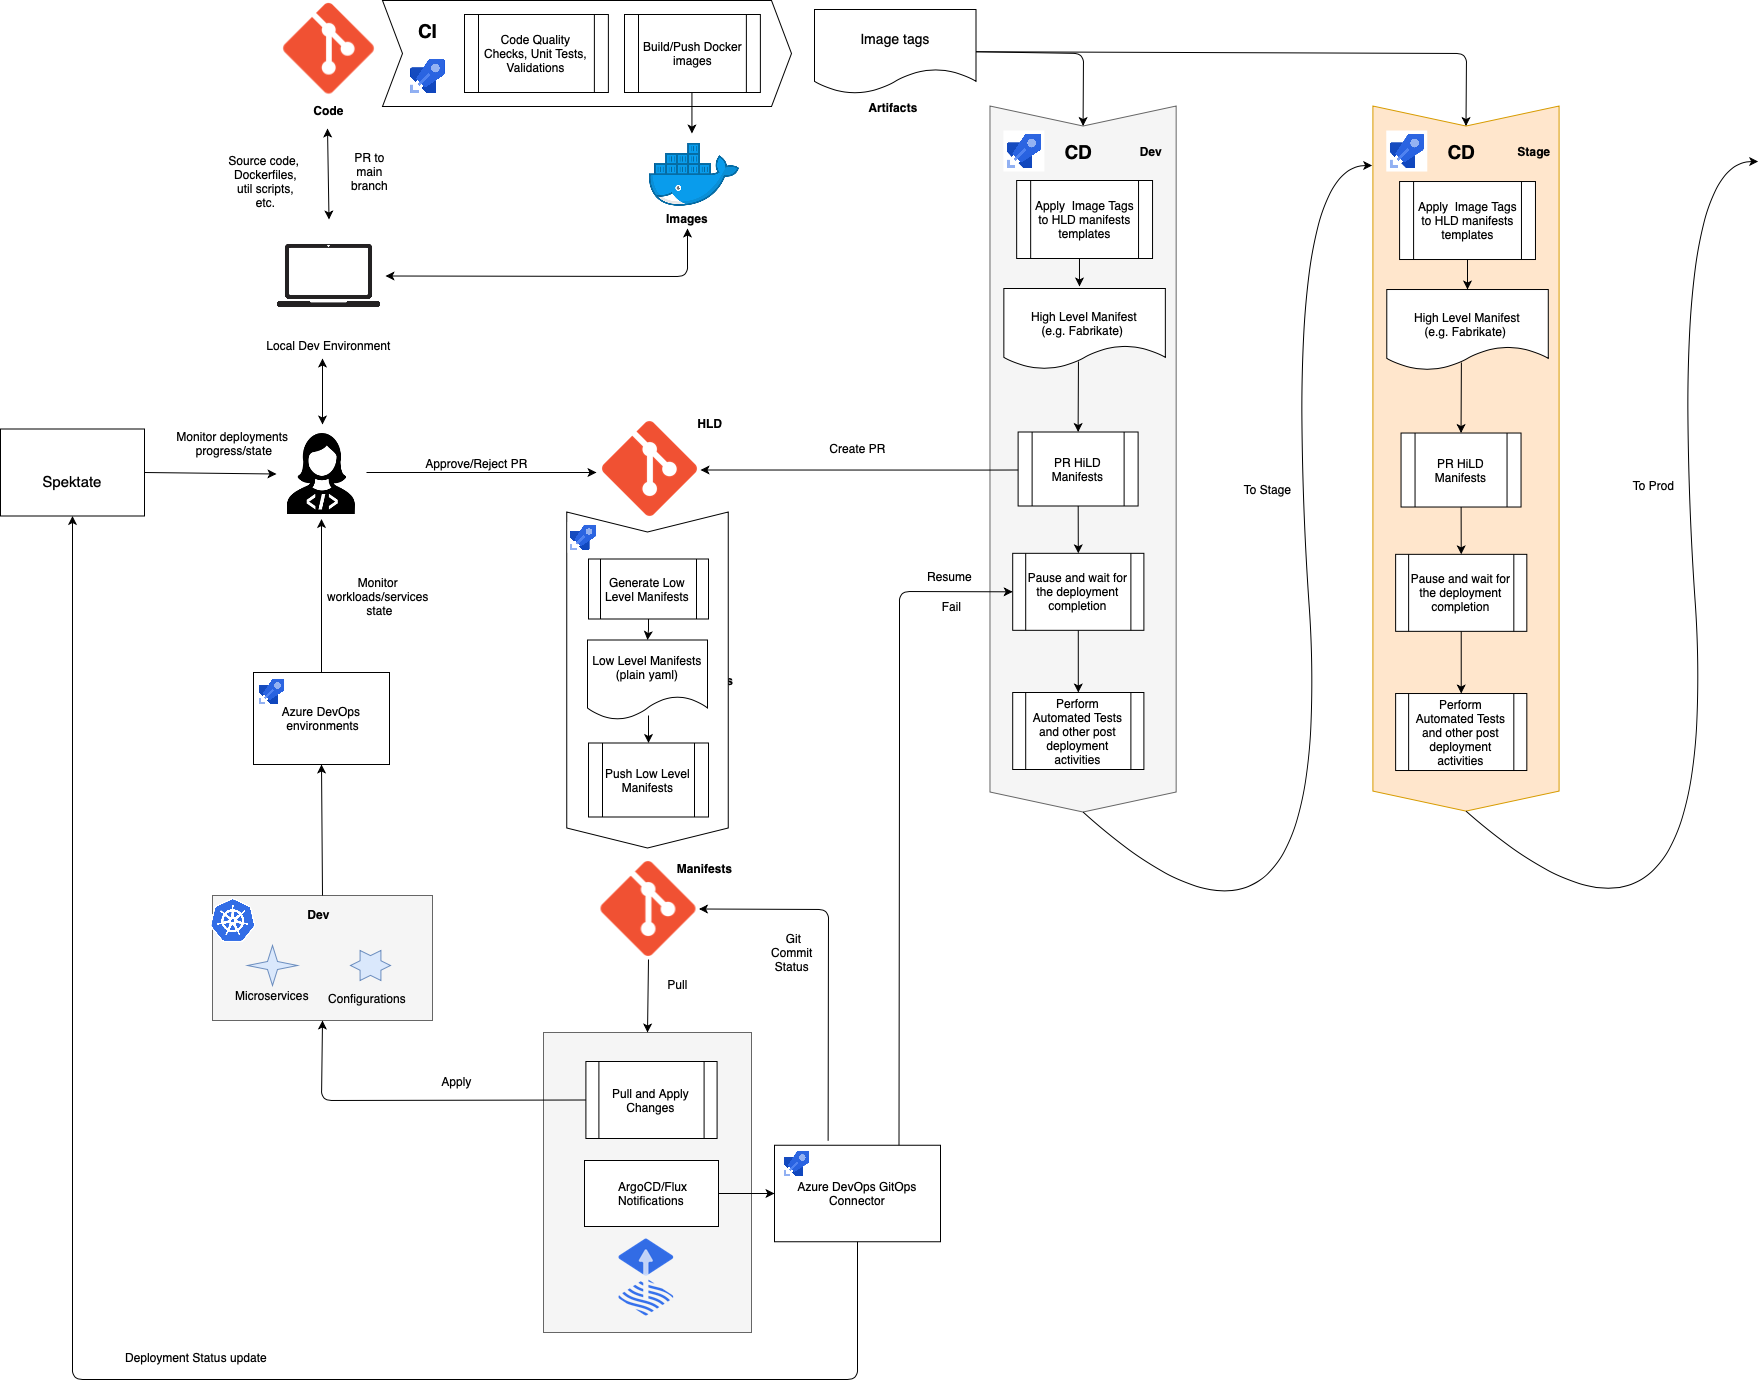 Code
CI
Code Quality
Checks, Unit Tests,
Validations
Build/Push Docker
images
Image tags
Artifacts
Source code,
Dockerfiles,
util scripts,
etc.
PR to
main
branch
Images
Local Dev Environment
CD
Dev
Apply  Image Tags
to HLD manifests
templates
High Level Manifest
(e.g. Fabrikate)
PR HiLD
Manifests
Pause and wait for
the deployment
completion
Perform
Automated Tests
and other post
deployment
activities
To Stage
CD
Stage
Apply  Image Tags
to HLD manifests
templates
High Level Manifest
(e.g. Fabrikate)
PR HiLD
Manifests
Pause and wait for
the deployment
completion
Perform
Automated Tests
and other post
deployment
activities
To Prod
Spektate
Monitor deployments
progress/state
</>
Approve/Reject PR
HLD
Create PR
Generate Low
Level Manifests
Low Level Manifests
(plain yaml)
s
Push Low Level
Manifests
Resume
Fail
Monitor
workloads/services
state
Azure DevOps
environments
Manifests
Git
Commit
Status
Pull
Dev
Microservices
Configurations
Apply
Pull and Apply
Changes
ArgoCD/Flux
Notifications
Azure DevOps GitOps
Connector
Deployment Status update